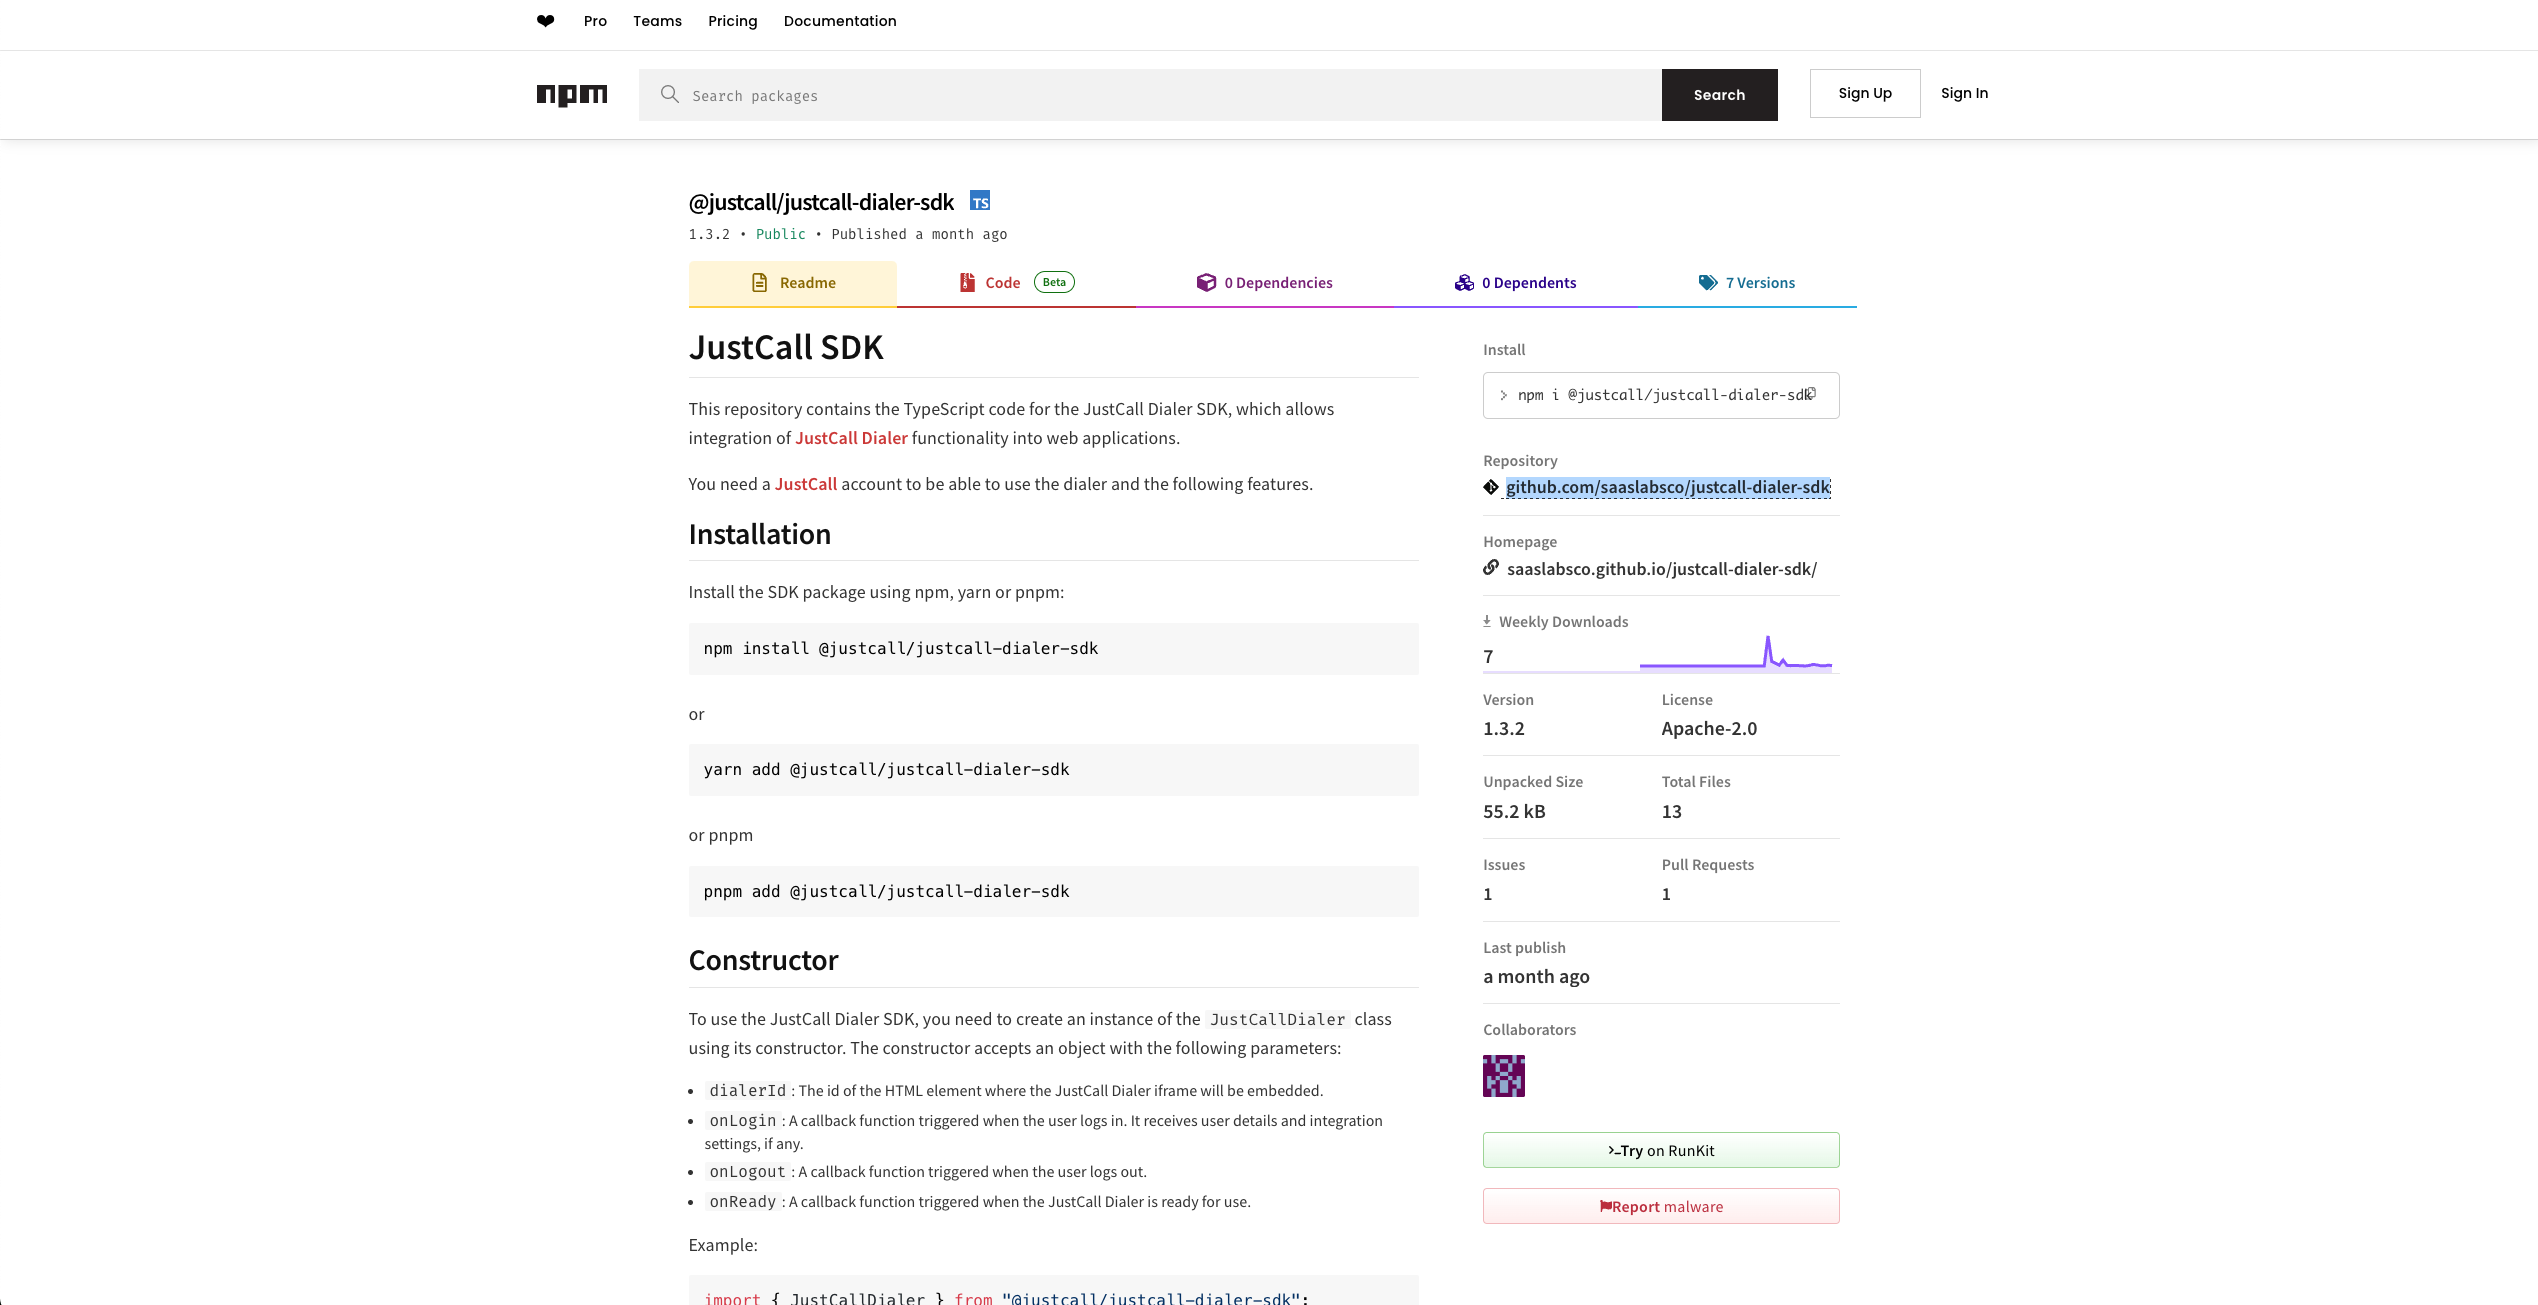 ❤ Pro Teams Pricing Documentation
npm Search packages Search Sign Up Sign In
@justcall/justcall-dialer-sdk TS
1.3.2 • Public • Published a month ago
Readme Code Beta 0 Dependencies 0 Dependents 7 Versions
JustCall SDK
This repository contains the TypeScript code for the JustCall Dialer SDK, which allows
integration of JustCall Dialer functionality into web applications.
You need a JustCall account to be able to use the dialer and the following features.
Installation
Install the SDK package using npm, yarn or pnpm:
npm install @justcall/justcall-dialer-sdk
or
yarn add @justcall/justcall-dialer-sdk
or pnpm
pnpm add @justcall/justcall-dialer-sdk
Constructor
To use the JustCall Dialer SDK, you need to create an instance of the JustCallDialer class
using its constructor. The constructor accepts an object with the following parameters:
• dialerId : The id of the HTML element where the JustCall Dialer iframe will be embedded.
• onLogin : A callback function triggered when the user logs in. It receives user details and integration
settings, if any.
• onLogout : A callback function triggered when the user logs out.
• onReady : A callback function triggered when the JustCall Dialer is ready for use.
Example:
import { JustCallDialer } from "@justcall/justcall-dialer-sdk";
Install
> npm i @justcall/justcall-dialer-sdk
Repository
github.com/saaslabsco/justcall-dialer-sdk
Homepage
saaslabsco.github.io/justcall-dialer-sdk/
Weekly Downloads
7
Version License
1.3.2 Apache-2.0
Unpacked Size Total Files
55.2 kB 13
Issues Pull Requests
1 1
Last publish
a month ago
Collaborators
>_Try on RunKit
Report malware